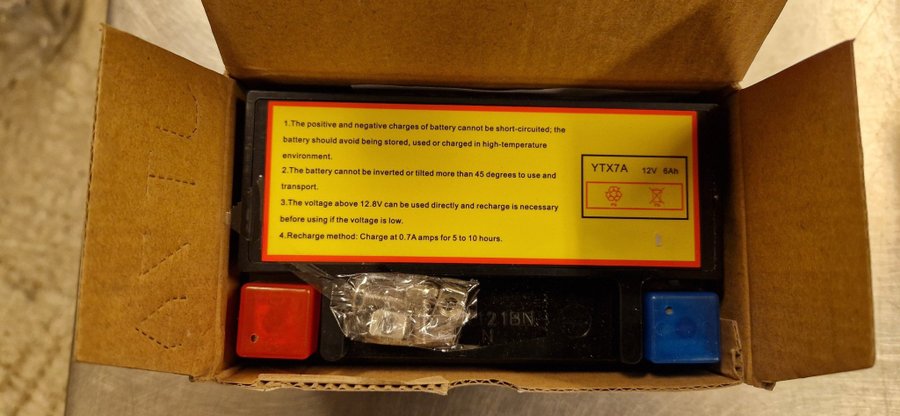 1.The positive and negative charges of battery cannot be short-circuited; the
battery should avoid being stored, used or charged in high-temperature
environment.
2.The battery cannot be inverted or tilted more than 45 degrees to use and
transport.
3.The voltage above 12.8V can be used directly and recharge is necessary
before using if the voltage is low.
4.Recharge method: Charge at 0.7A amps for 5 to 10 hours.
YTX7A 12V 6Ah
21BN